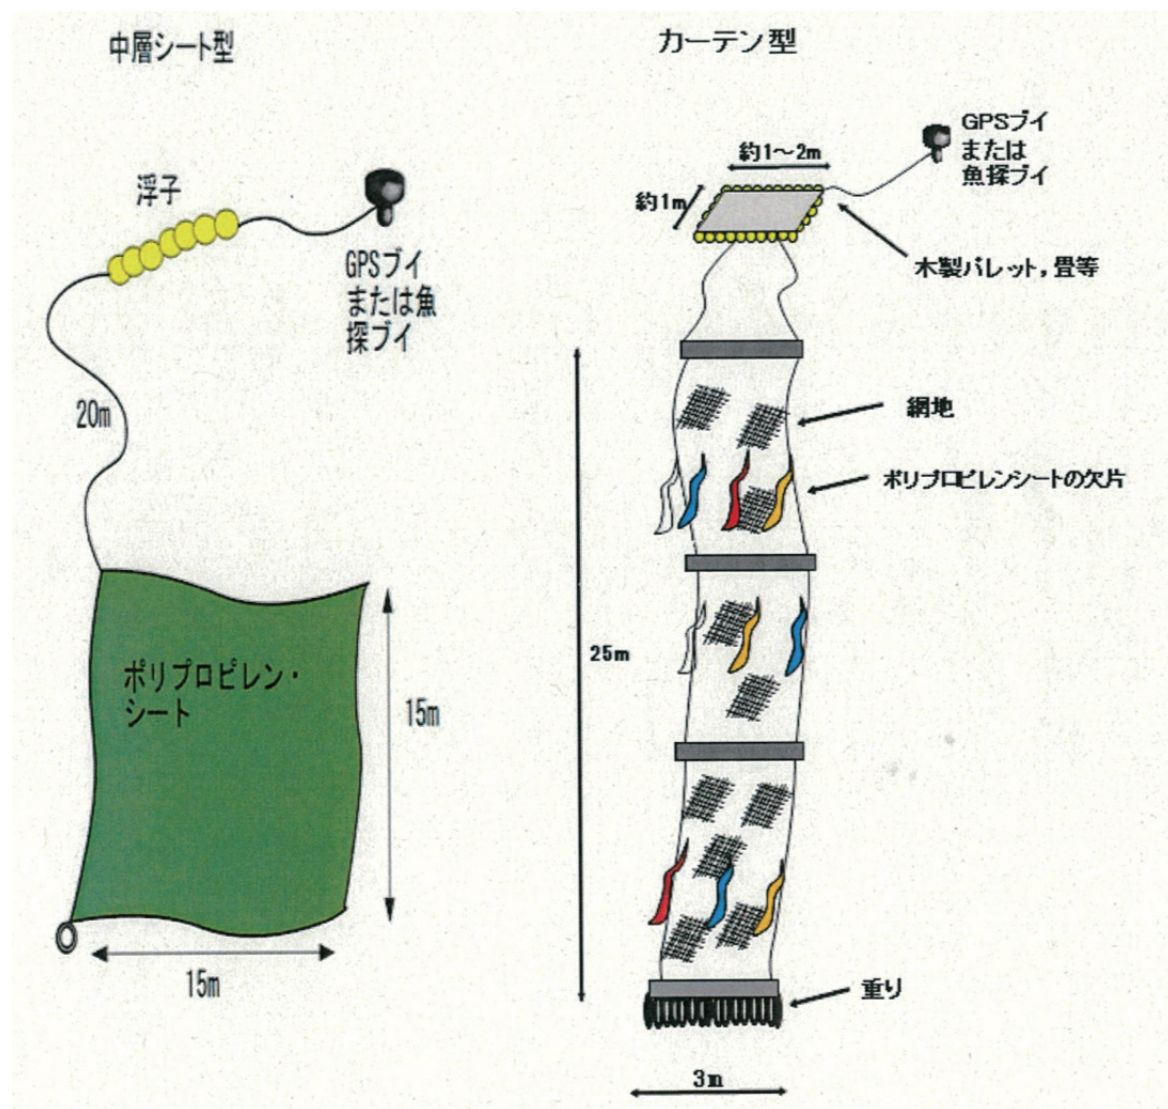 中層シート型
浮子
GPSブイ
または魚
探ブイ
20m
ポリプロピレン・
シート
15m
15m
カーテン型
GPSブイ
または
魚探ブイ
約1～2m
約1m
木製パレット，畳等
網地
ポリプロピレンシートの欠片
25m
重り
3m